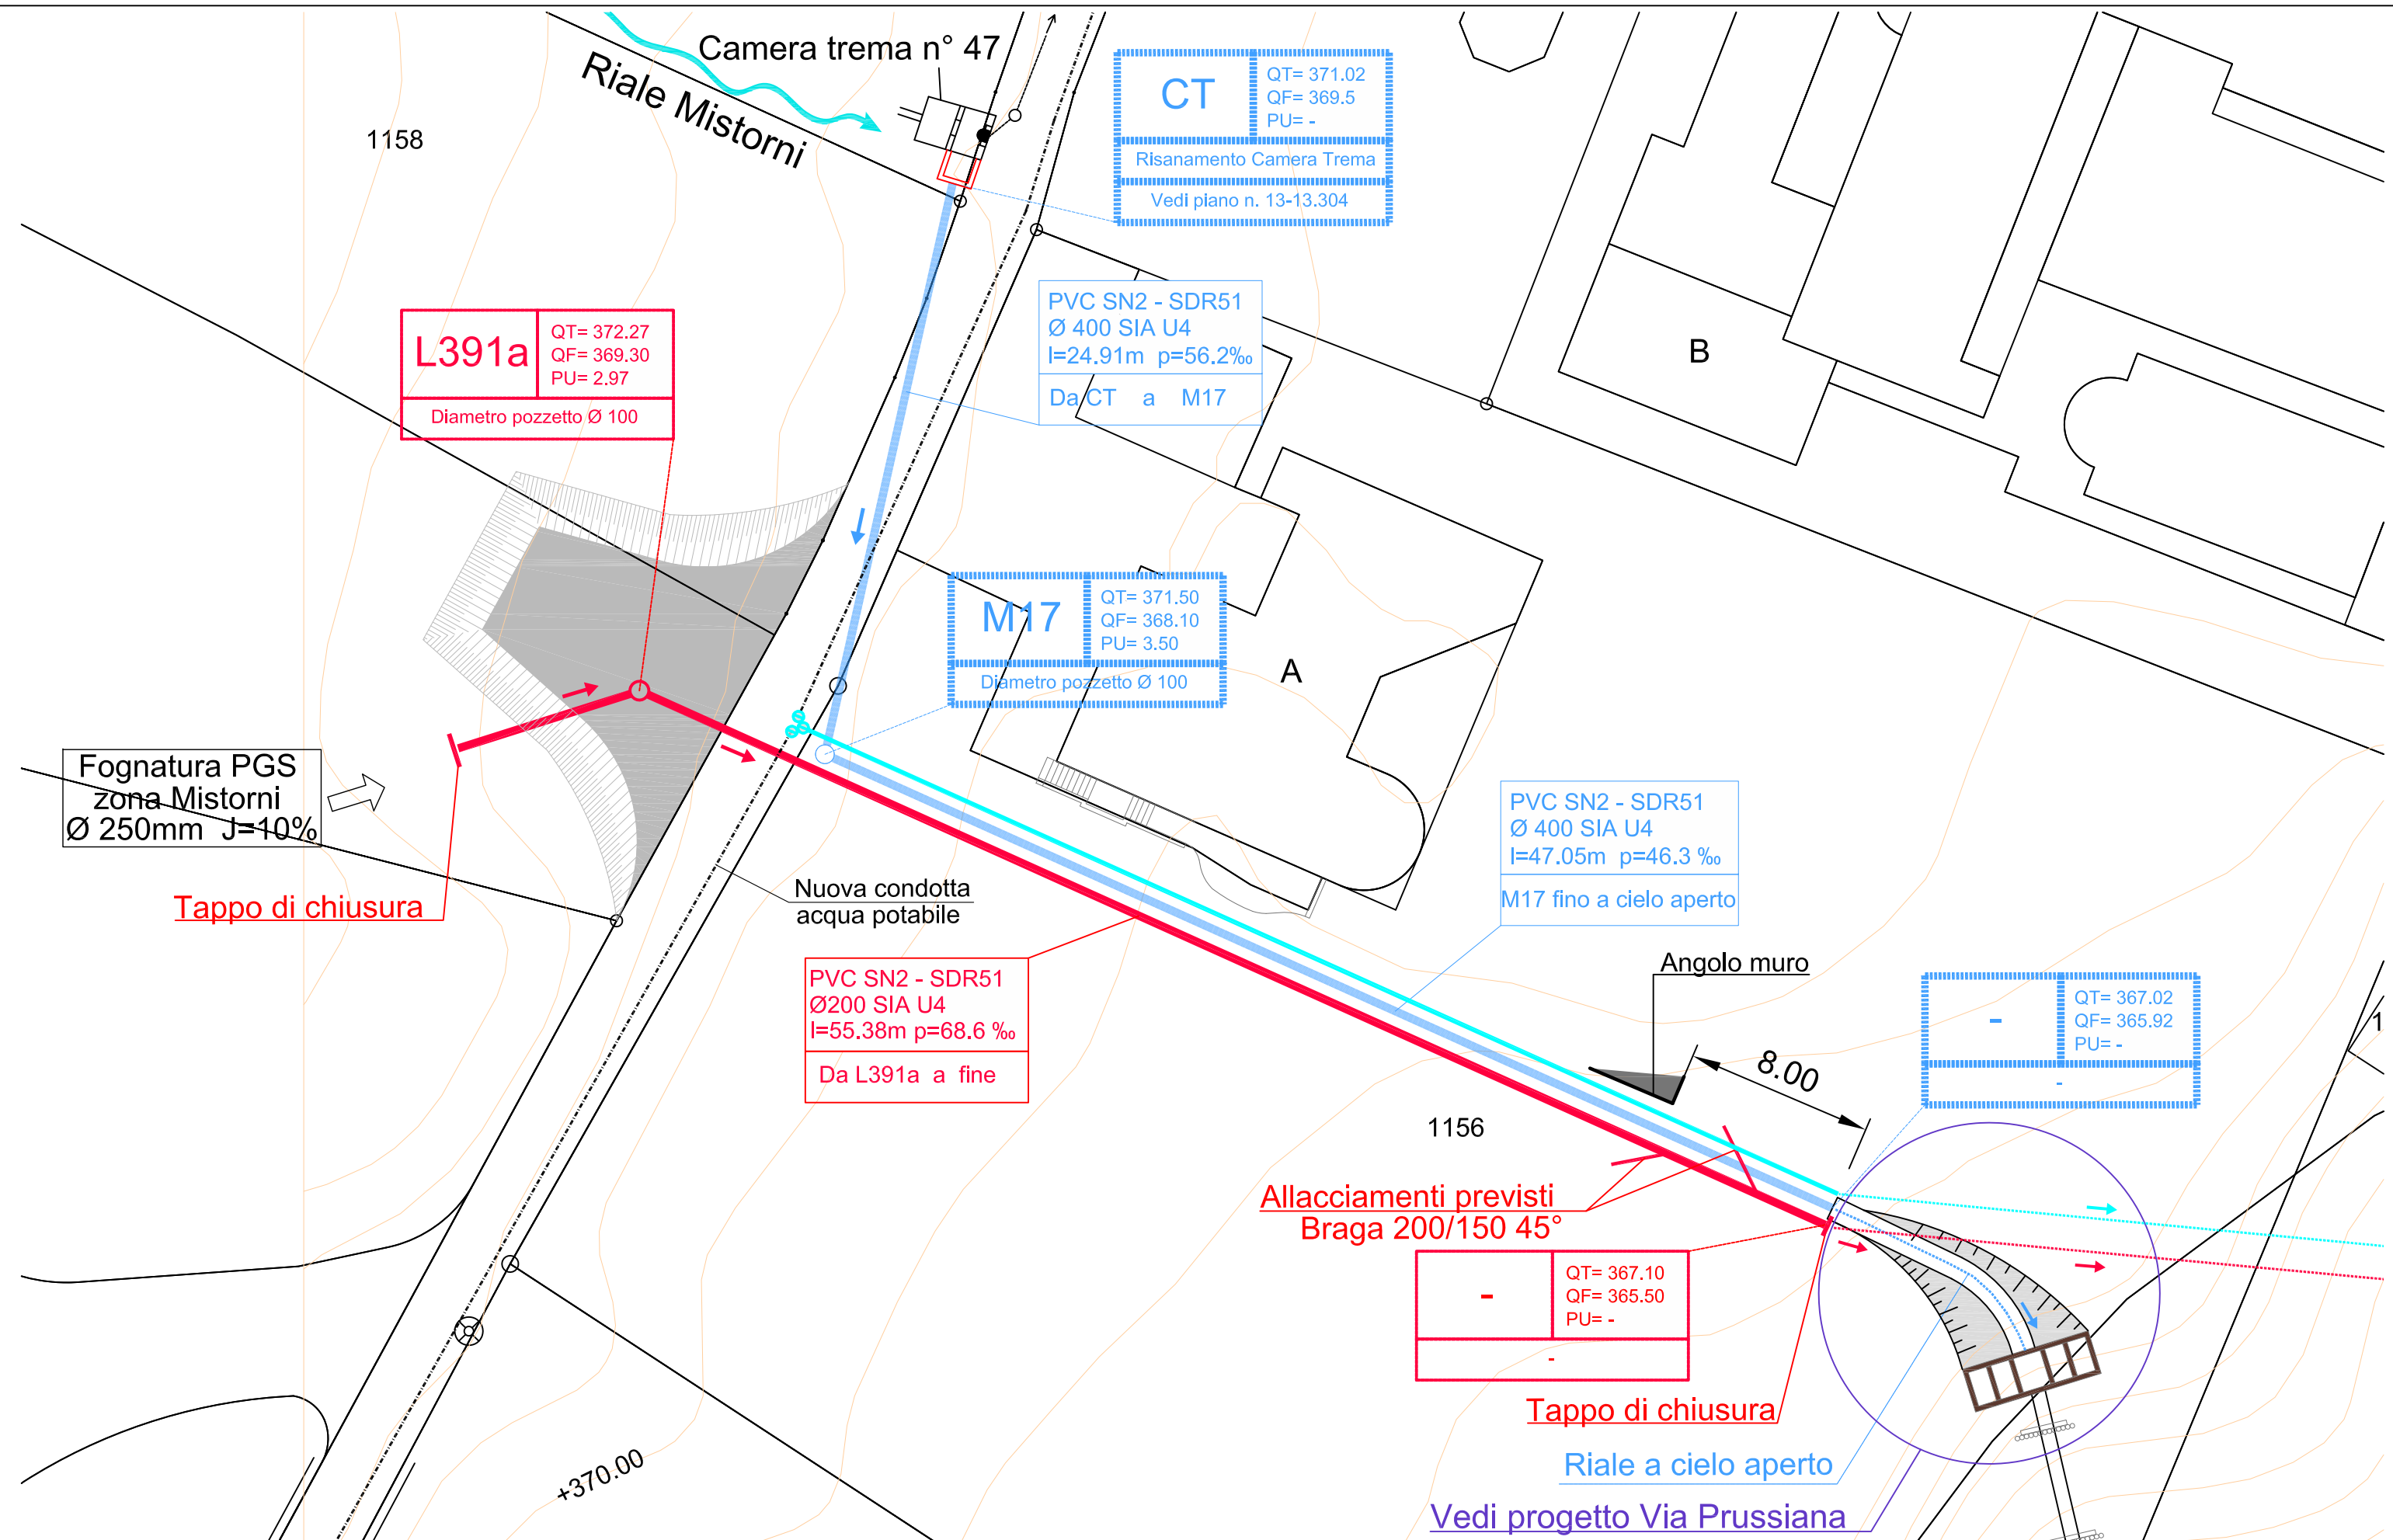 Camera trema n° 47
Riale Mistorni
1158
CT
QT= 371.02
QF= 369.5
PU= -
Risanamento Camera Trema
Vedi piano n. 13-13.304
PVC SN2 - SDR51
Ø 400 SIA U4
l=24.91m p=56.2‰
Da CT a M17
L391a
QT= 372.27
QF= 369.30
PU= 2.97
Diametro pozzetto Ø 100
B
M17
QT= 371.50
QF= 368.10
PU= 3.50
Diametro pozzetto Ø 100
A
Fognatura PGS
zona Mistorni
Ø 250mm J=10%
Tappo di chiusura
Nuova condotta
acqua potabile
PVC SN2 - SDR51
Ø 400 SIA U4
l=47.05m p=46.3 ‰
M17 fino a cielo aperto
PVC SN2 - SDR51
Ø200 SIA U4
l=55.38m p=68.6 ‰
Da L391a a fine
Angolo muro
8.00
-
QT= 367.02
QF= 365.92
PU= -
-
1
1156
Allacciamenti previsti
Braga 200/150 45°
-
QT= 367.10
QF= 365.50
PU= -
-
Tappo di chiusura
Riale a cielo aperto
Vedi progetto Via Prussiana
+370.00